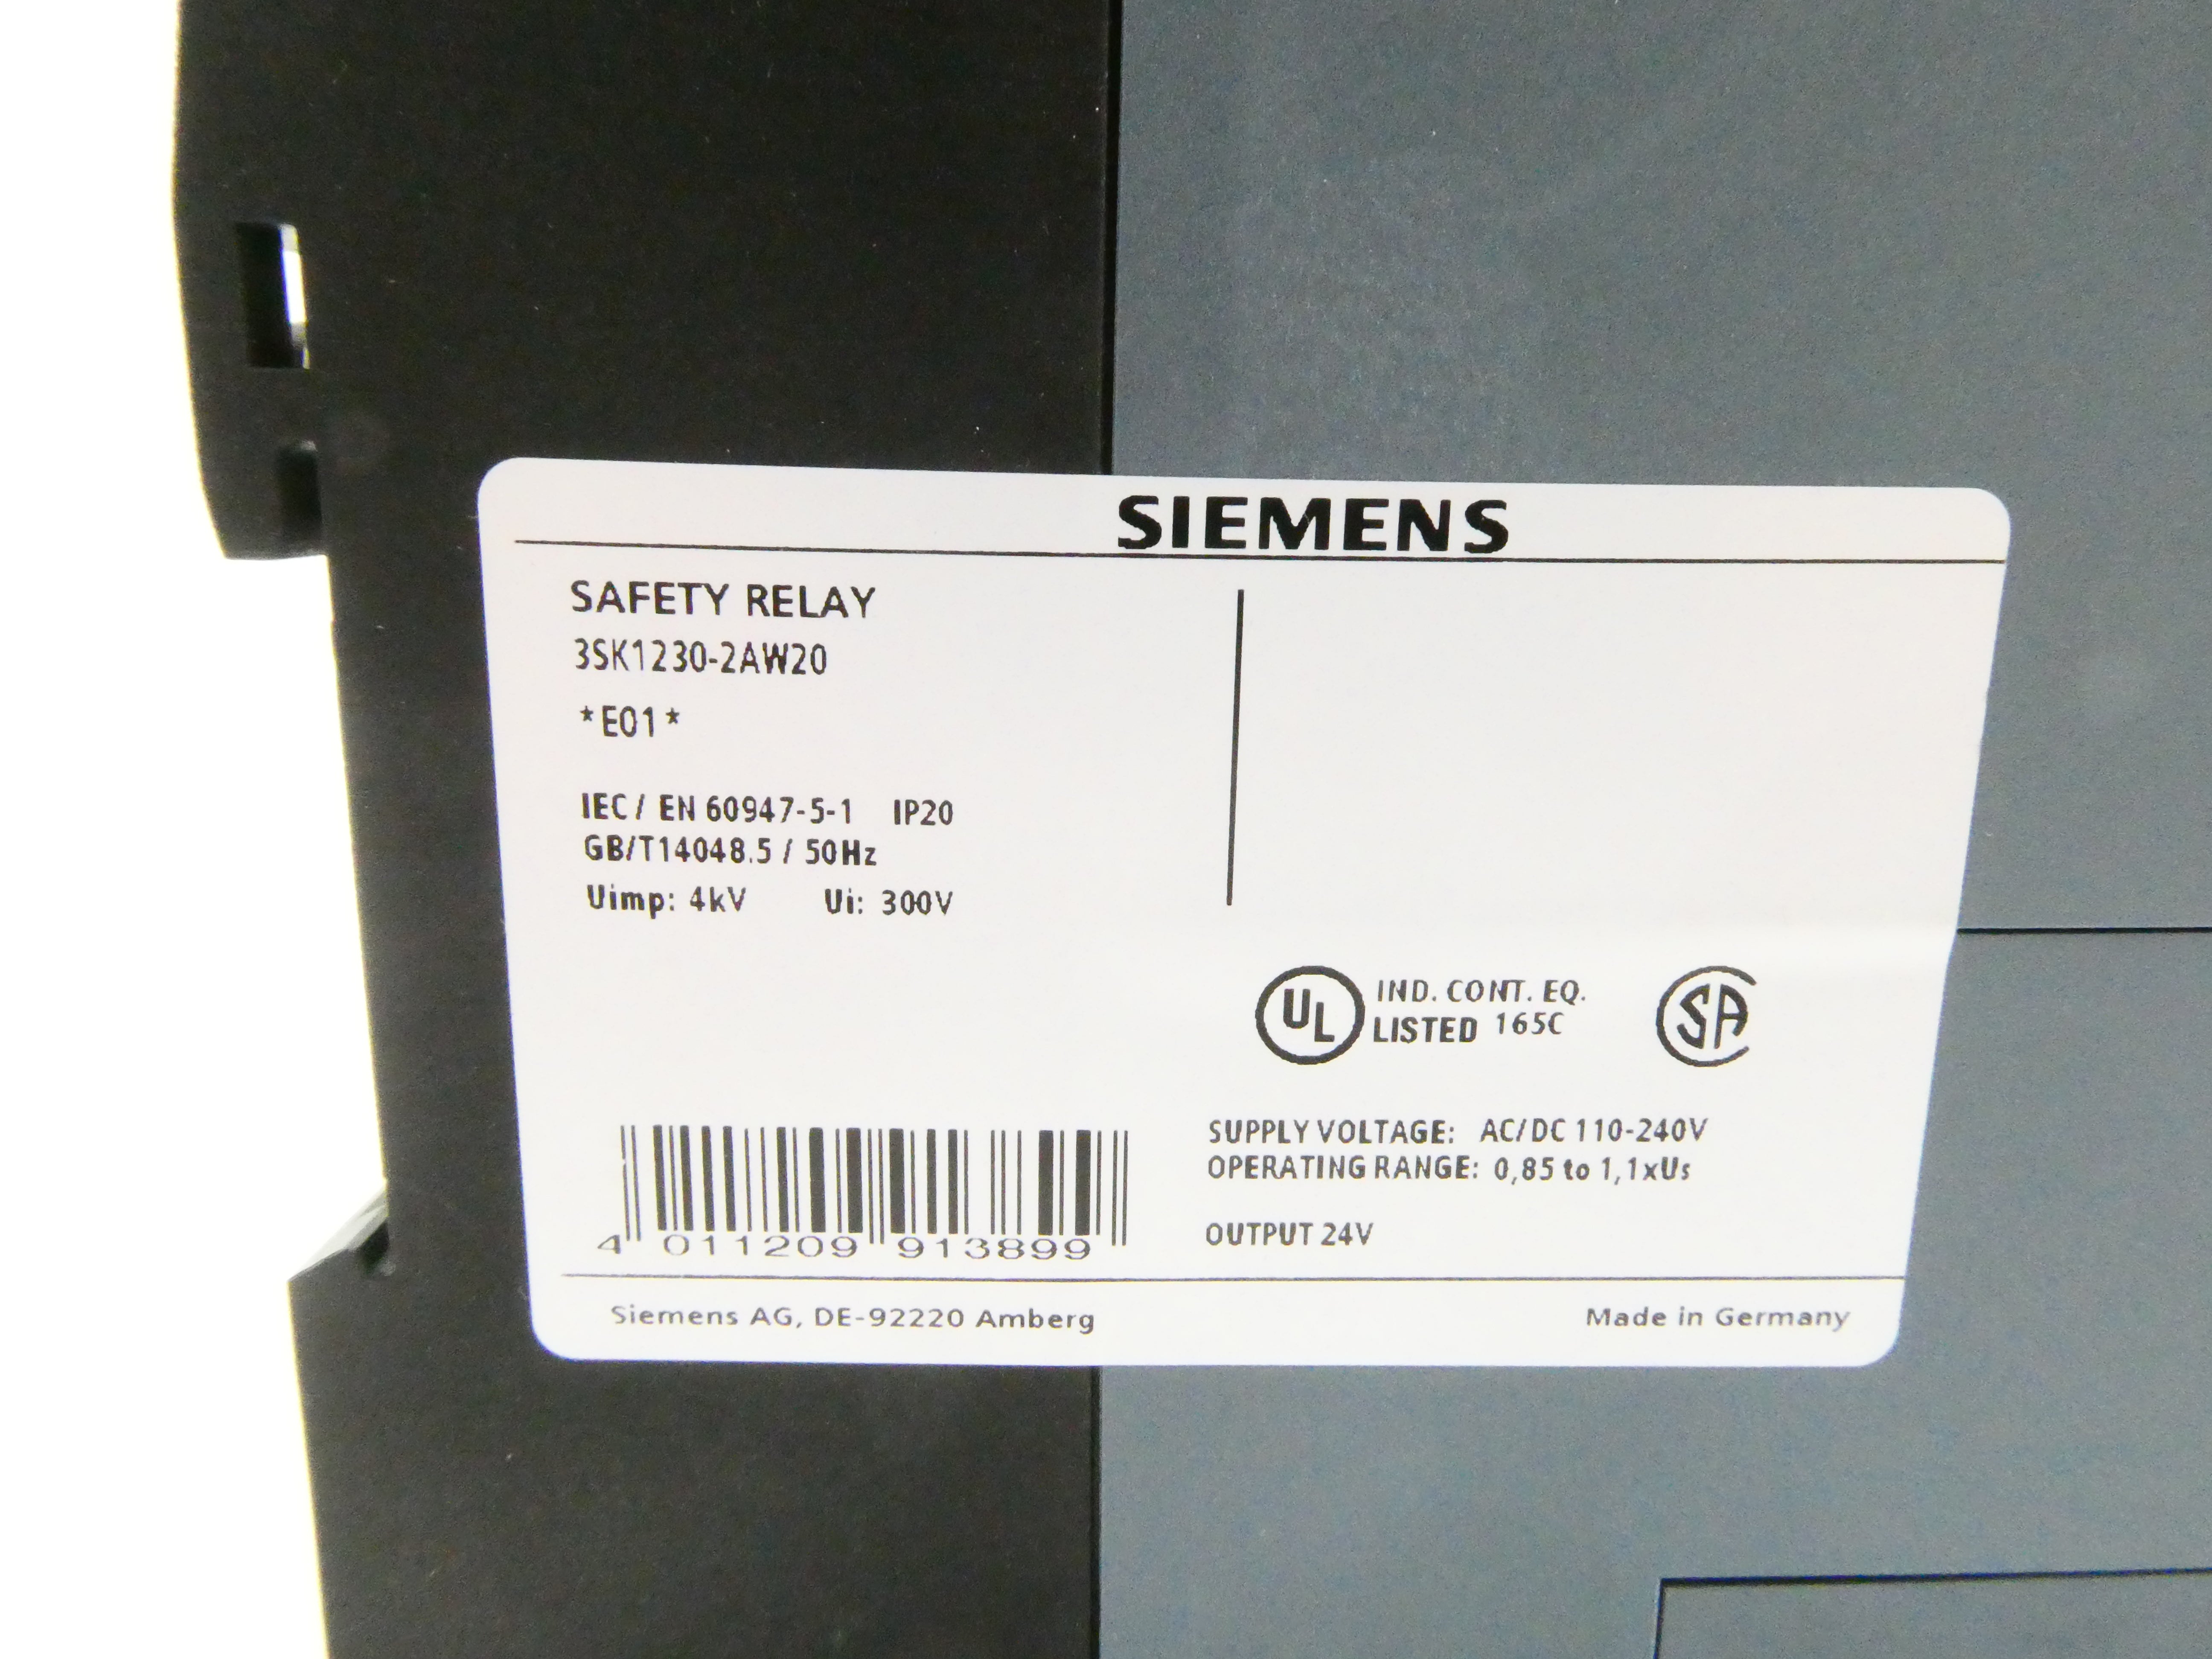 SIEMENS
SAFETY RELAY
3SK1230-2AW20
*E01*
IEC / EN 60947-5-1 IP20
GB/T14048.5 / 50Hz
Uimp: 4kV Ui: 300V
UL IND. CONT. EQ.
LISTED 165C
SA
SUPPLY VOLTAGE: AC/DC 110-240V
OPERATING RANGE: 0,85 to 1,1xUs
OUTPUT 24V
4 011209 913899
Siemens AG, DE-92220 Amberg
Made in Germany